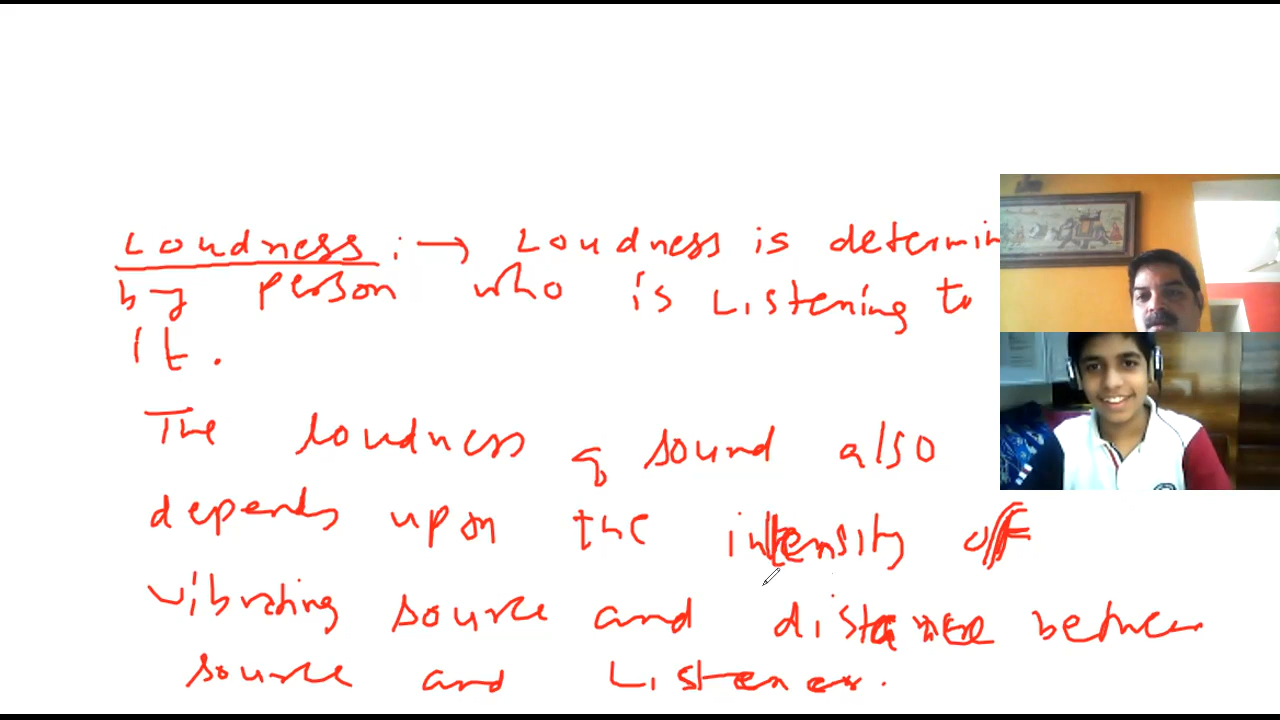 Loudness : → Loudness is determin
by person who is Listening to
it.
The loudness of sound also
depends upon the intensity of
vibrating source and distance between
source and Listener.